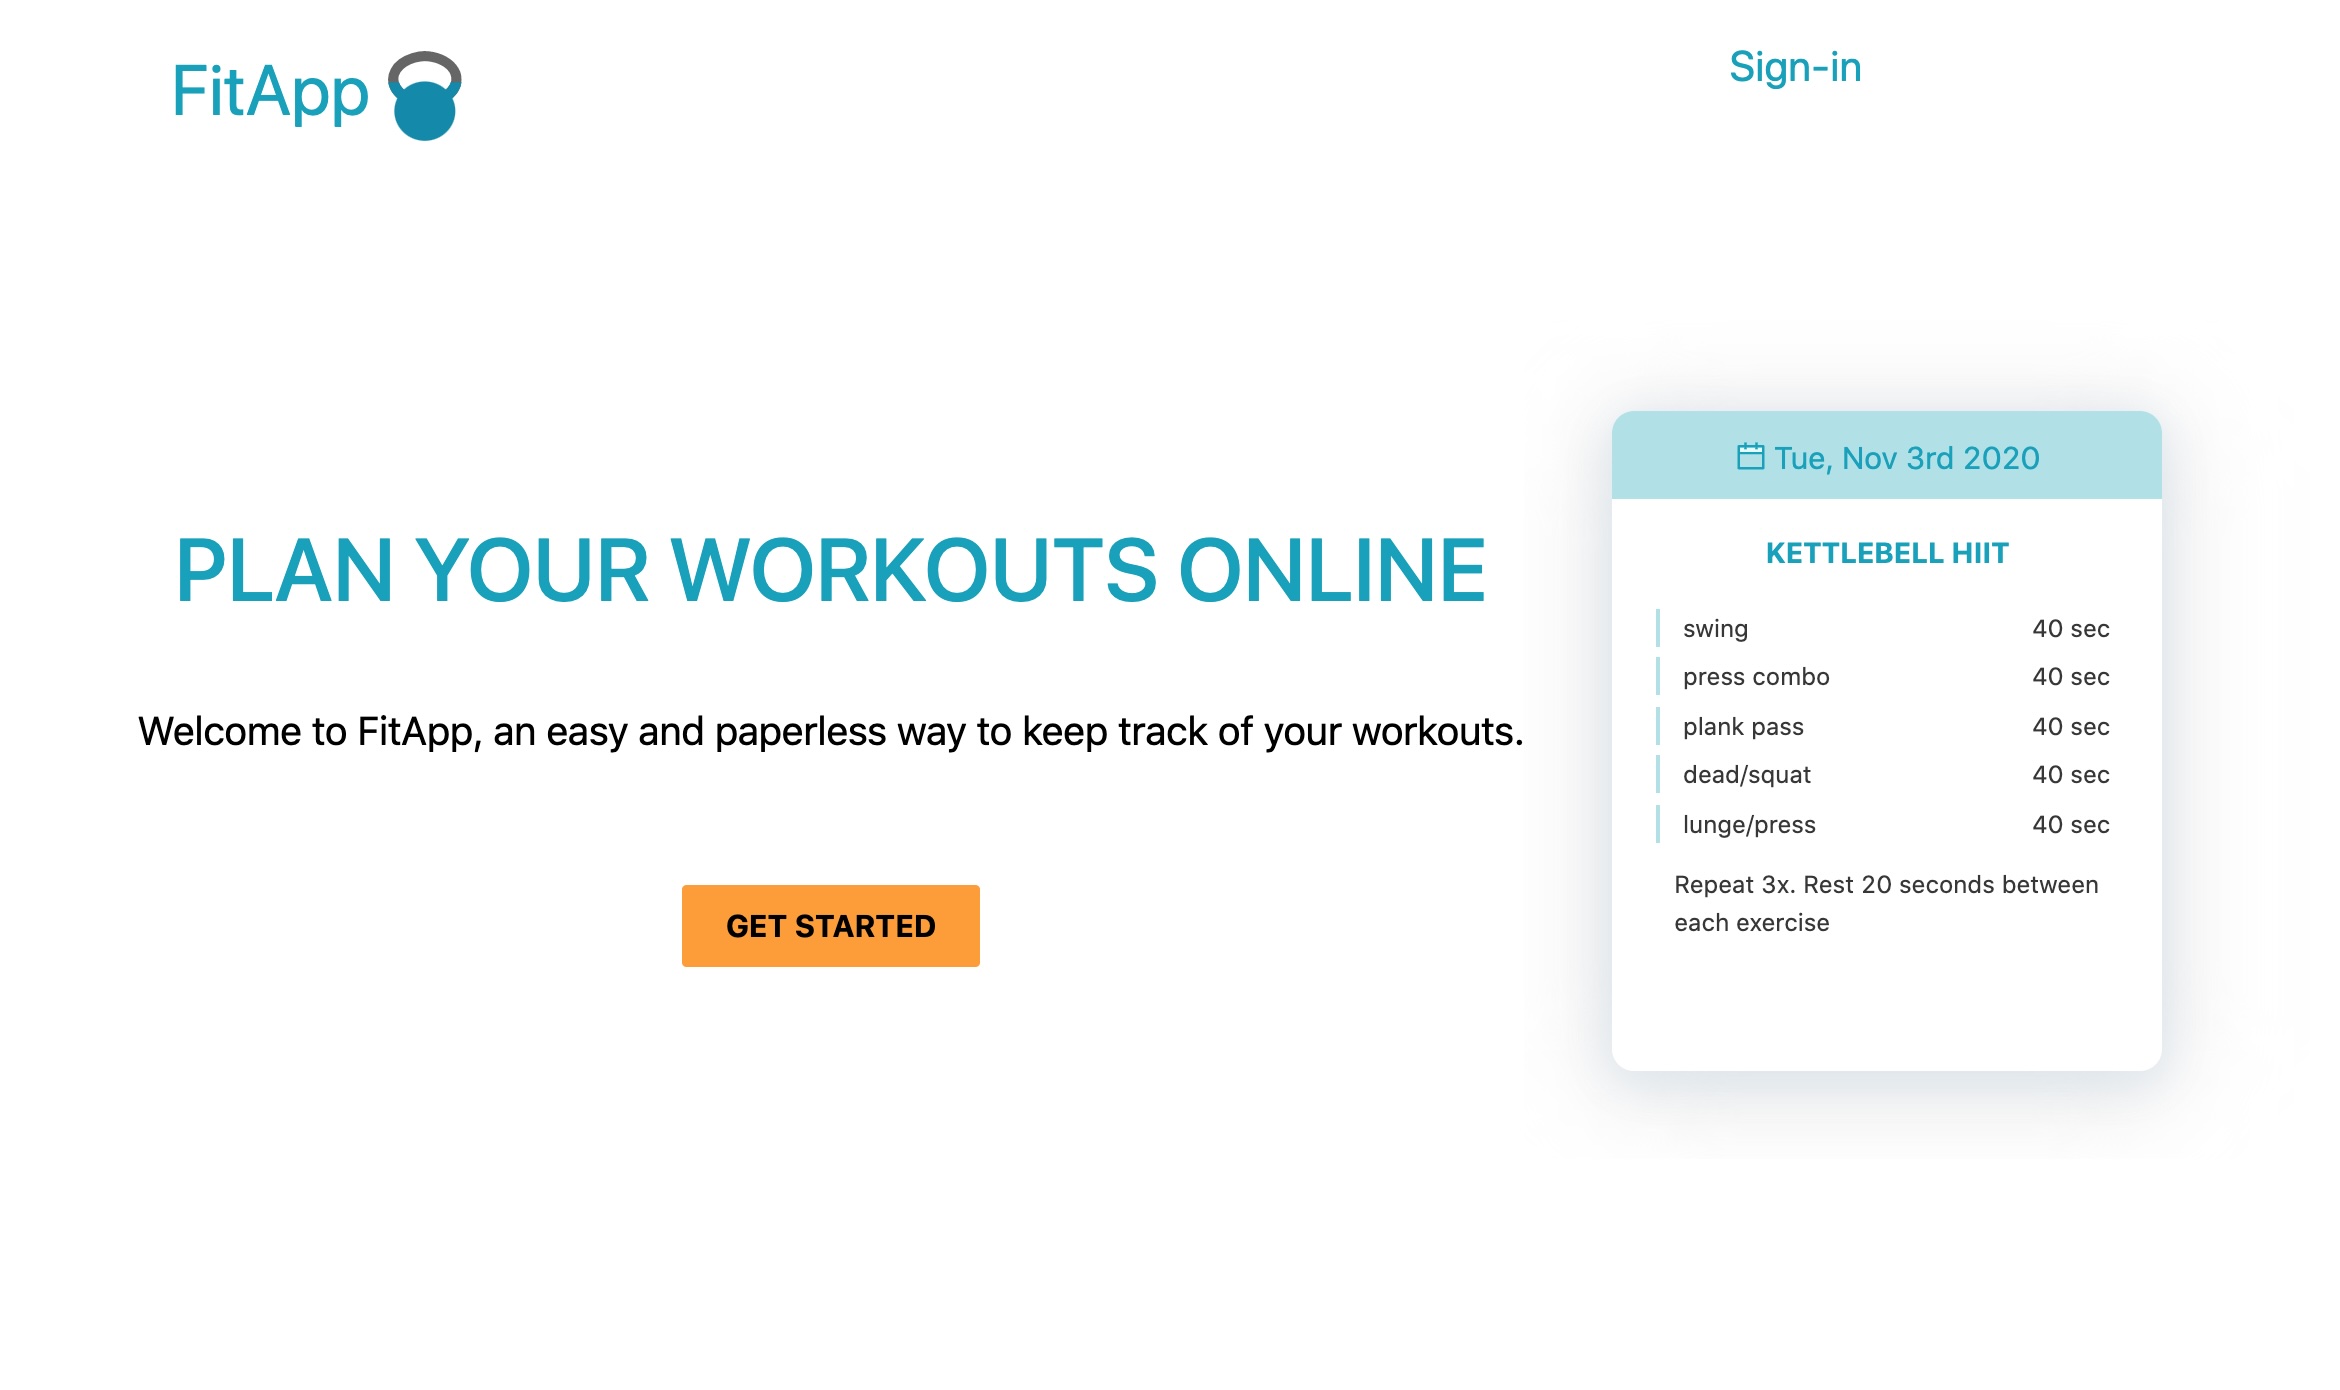 FitApp
Sign-in
PLAN YOUR WORKOUTS ONLINE
Welcome to FitApp, an easy and paperless way to keep track of your workouts.
GET STARTED
Tue, Nov 3rd 2020
KETTLEBELL HIIT
swing 40 sec
press combo 40 sec
plank pass 40 sec
dead/squat 40 sec
lunge/press 40 sec
Repeat 3x. Rest 20 seconds between
each exercise